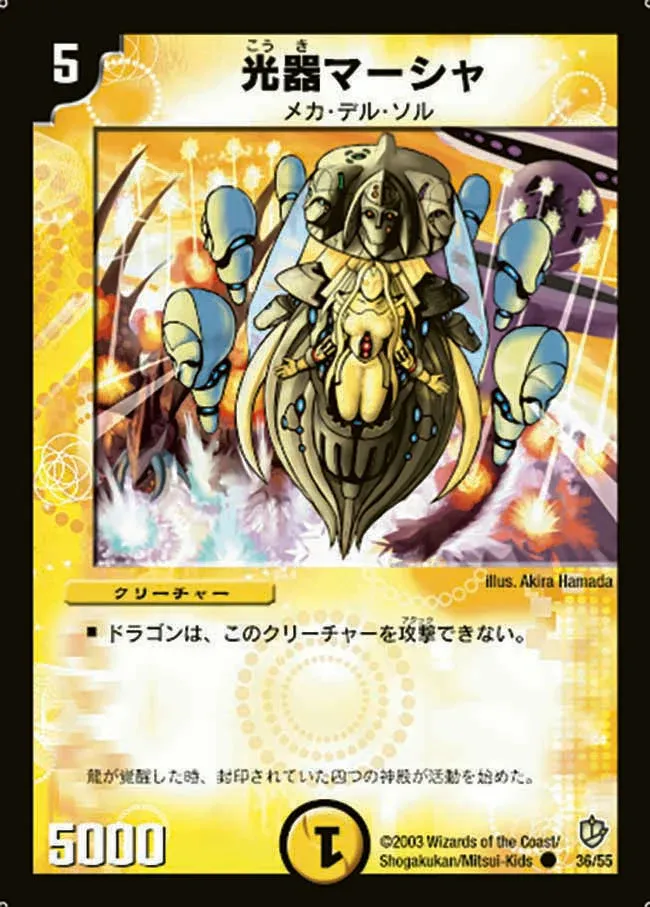 5
こう き
光器マーシャ
メカ・デル・ソル
illus. Akira Hamada
クリーチャー
アタック
■ ドラゴンは、このクリーチャーを攻撃できない。
龍が覚醒した時、封印されていた四つの神殿が活動を始めた。
5000
1
©2003 Wizards of the Coast/
Shogakukan/Mitsui-Kids
36/55